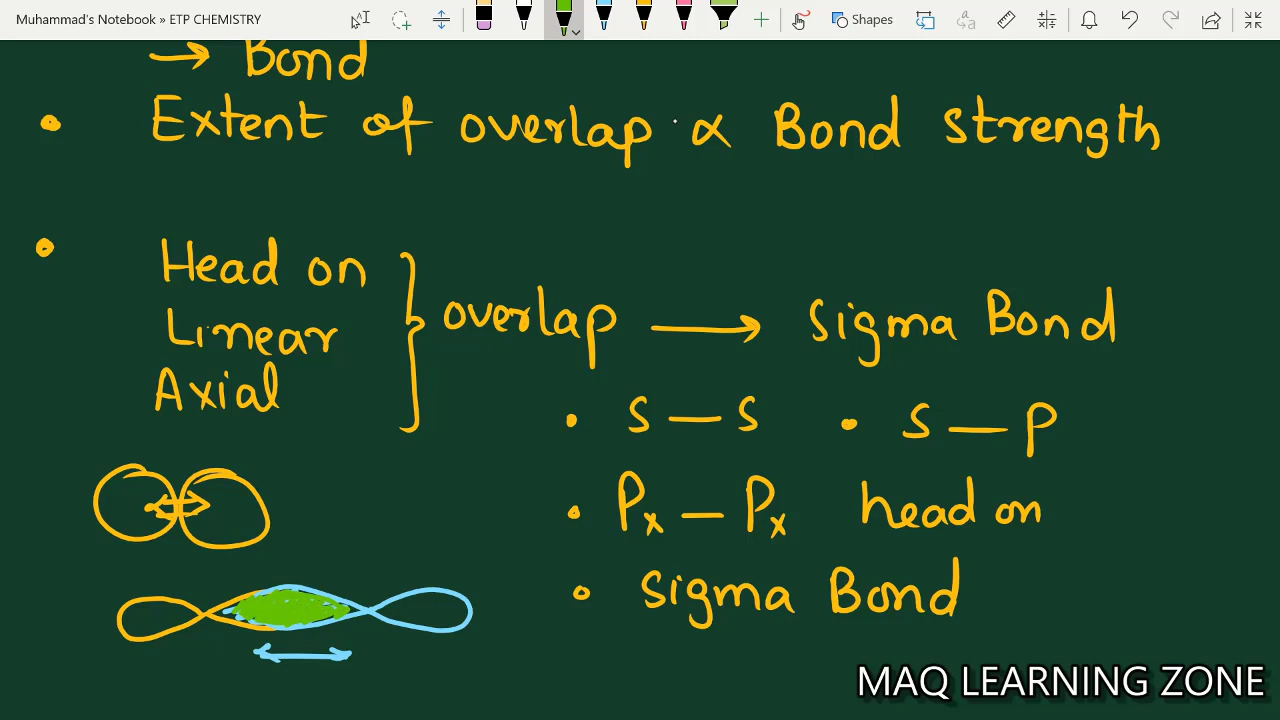 Muhammad's Notebook » ETP CHEMISTRY
Shapes
→ Bond
• Extent of overlap ∝ Bond strength
• Head on
Linear
Axial
} overlap → Sigma Bond
• s — s • s — p
• Px — Px head on
• Sigma Bond
MAQ LEARNING ZONE